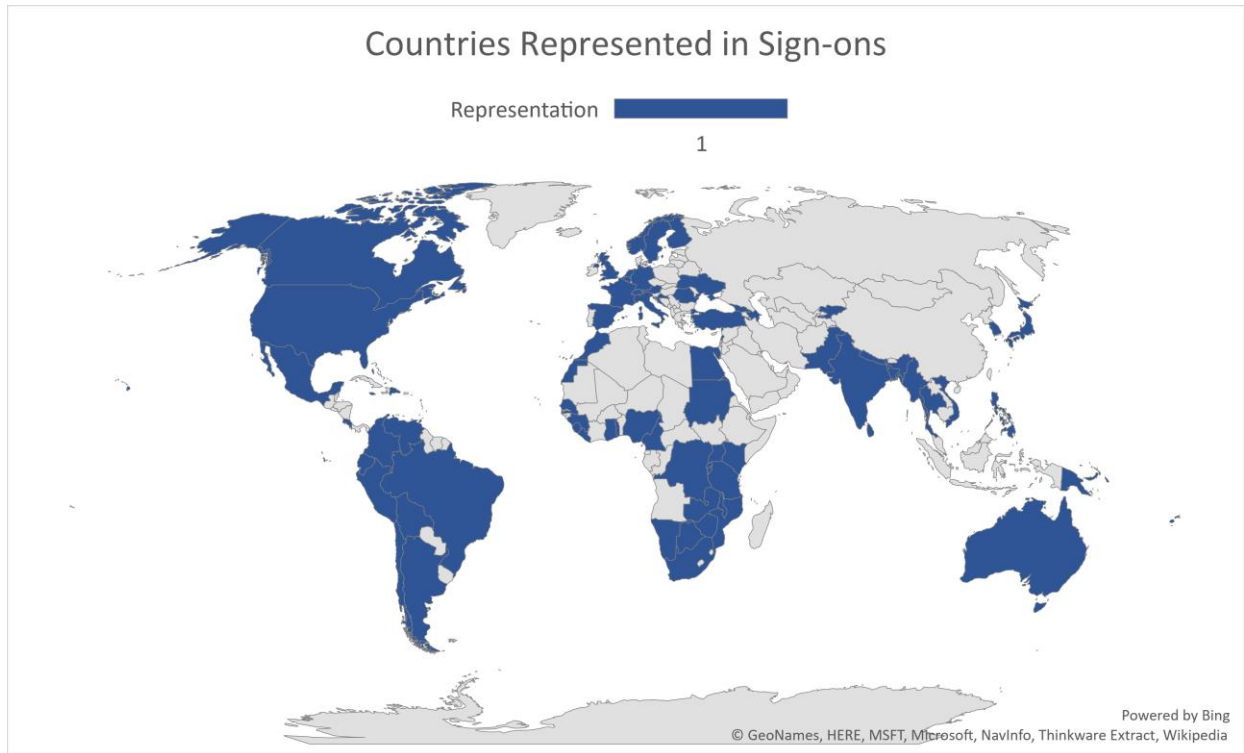 Countries Represented in Sign-ons
Representation
1
Powered by Bing
© GeoNames, HERE, MSFT, Microsoft, NavInfo, Thinkware Extract, Wikipedia